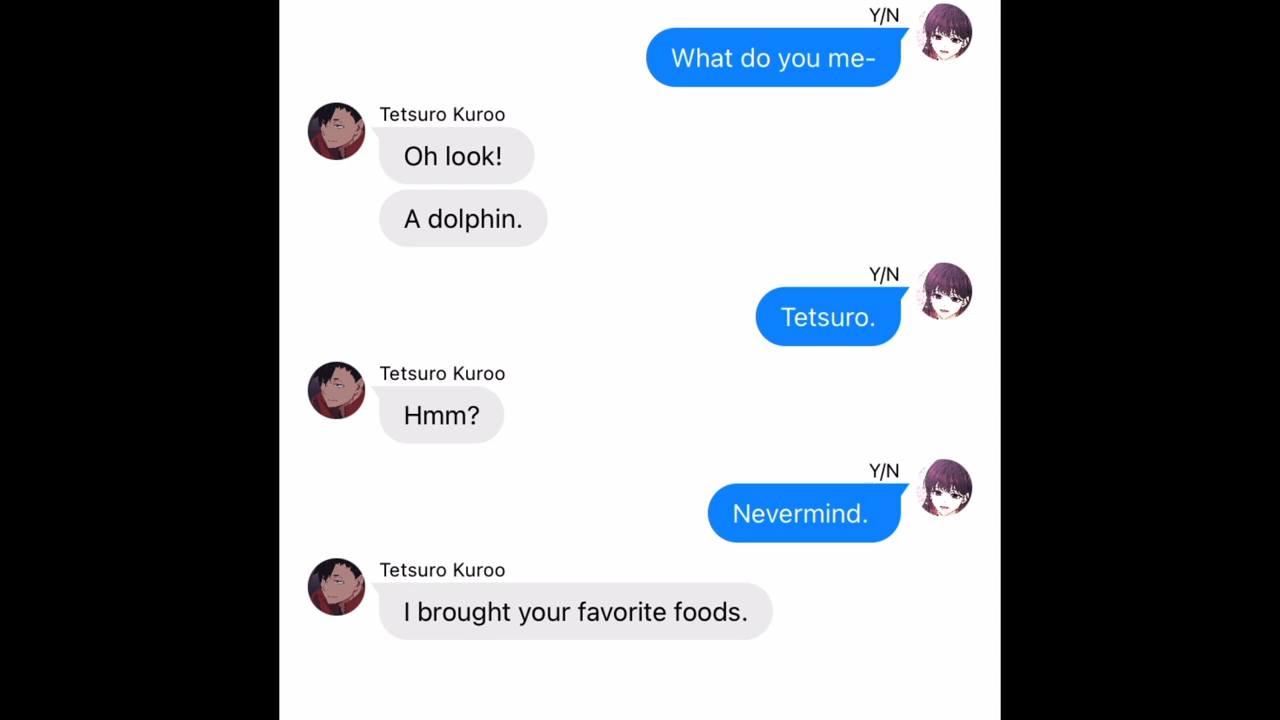 Y/N
What do you me-
Tetsuro Kuroo
Oh look!
A dolphin.
Y/N
Tetsuro.
Tetsuro Kuroo
Hmm?
Y/N
Nevermind.
Tetsuro Kuroo
I brought your favorite foods.